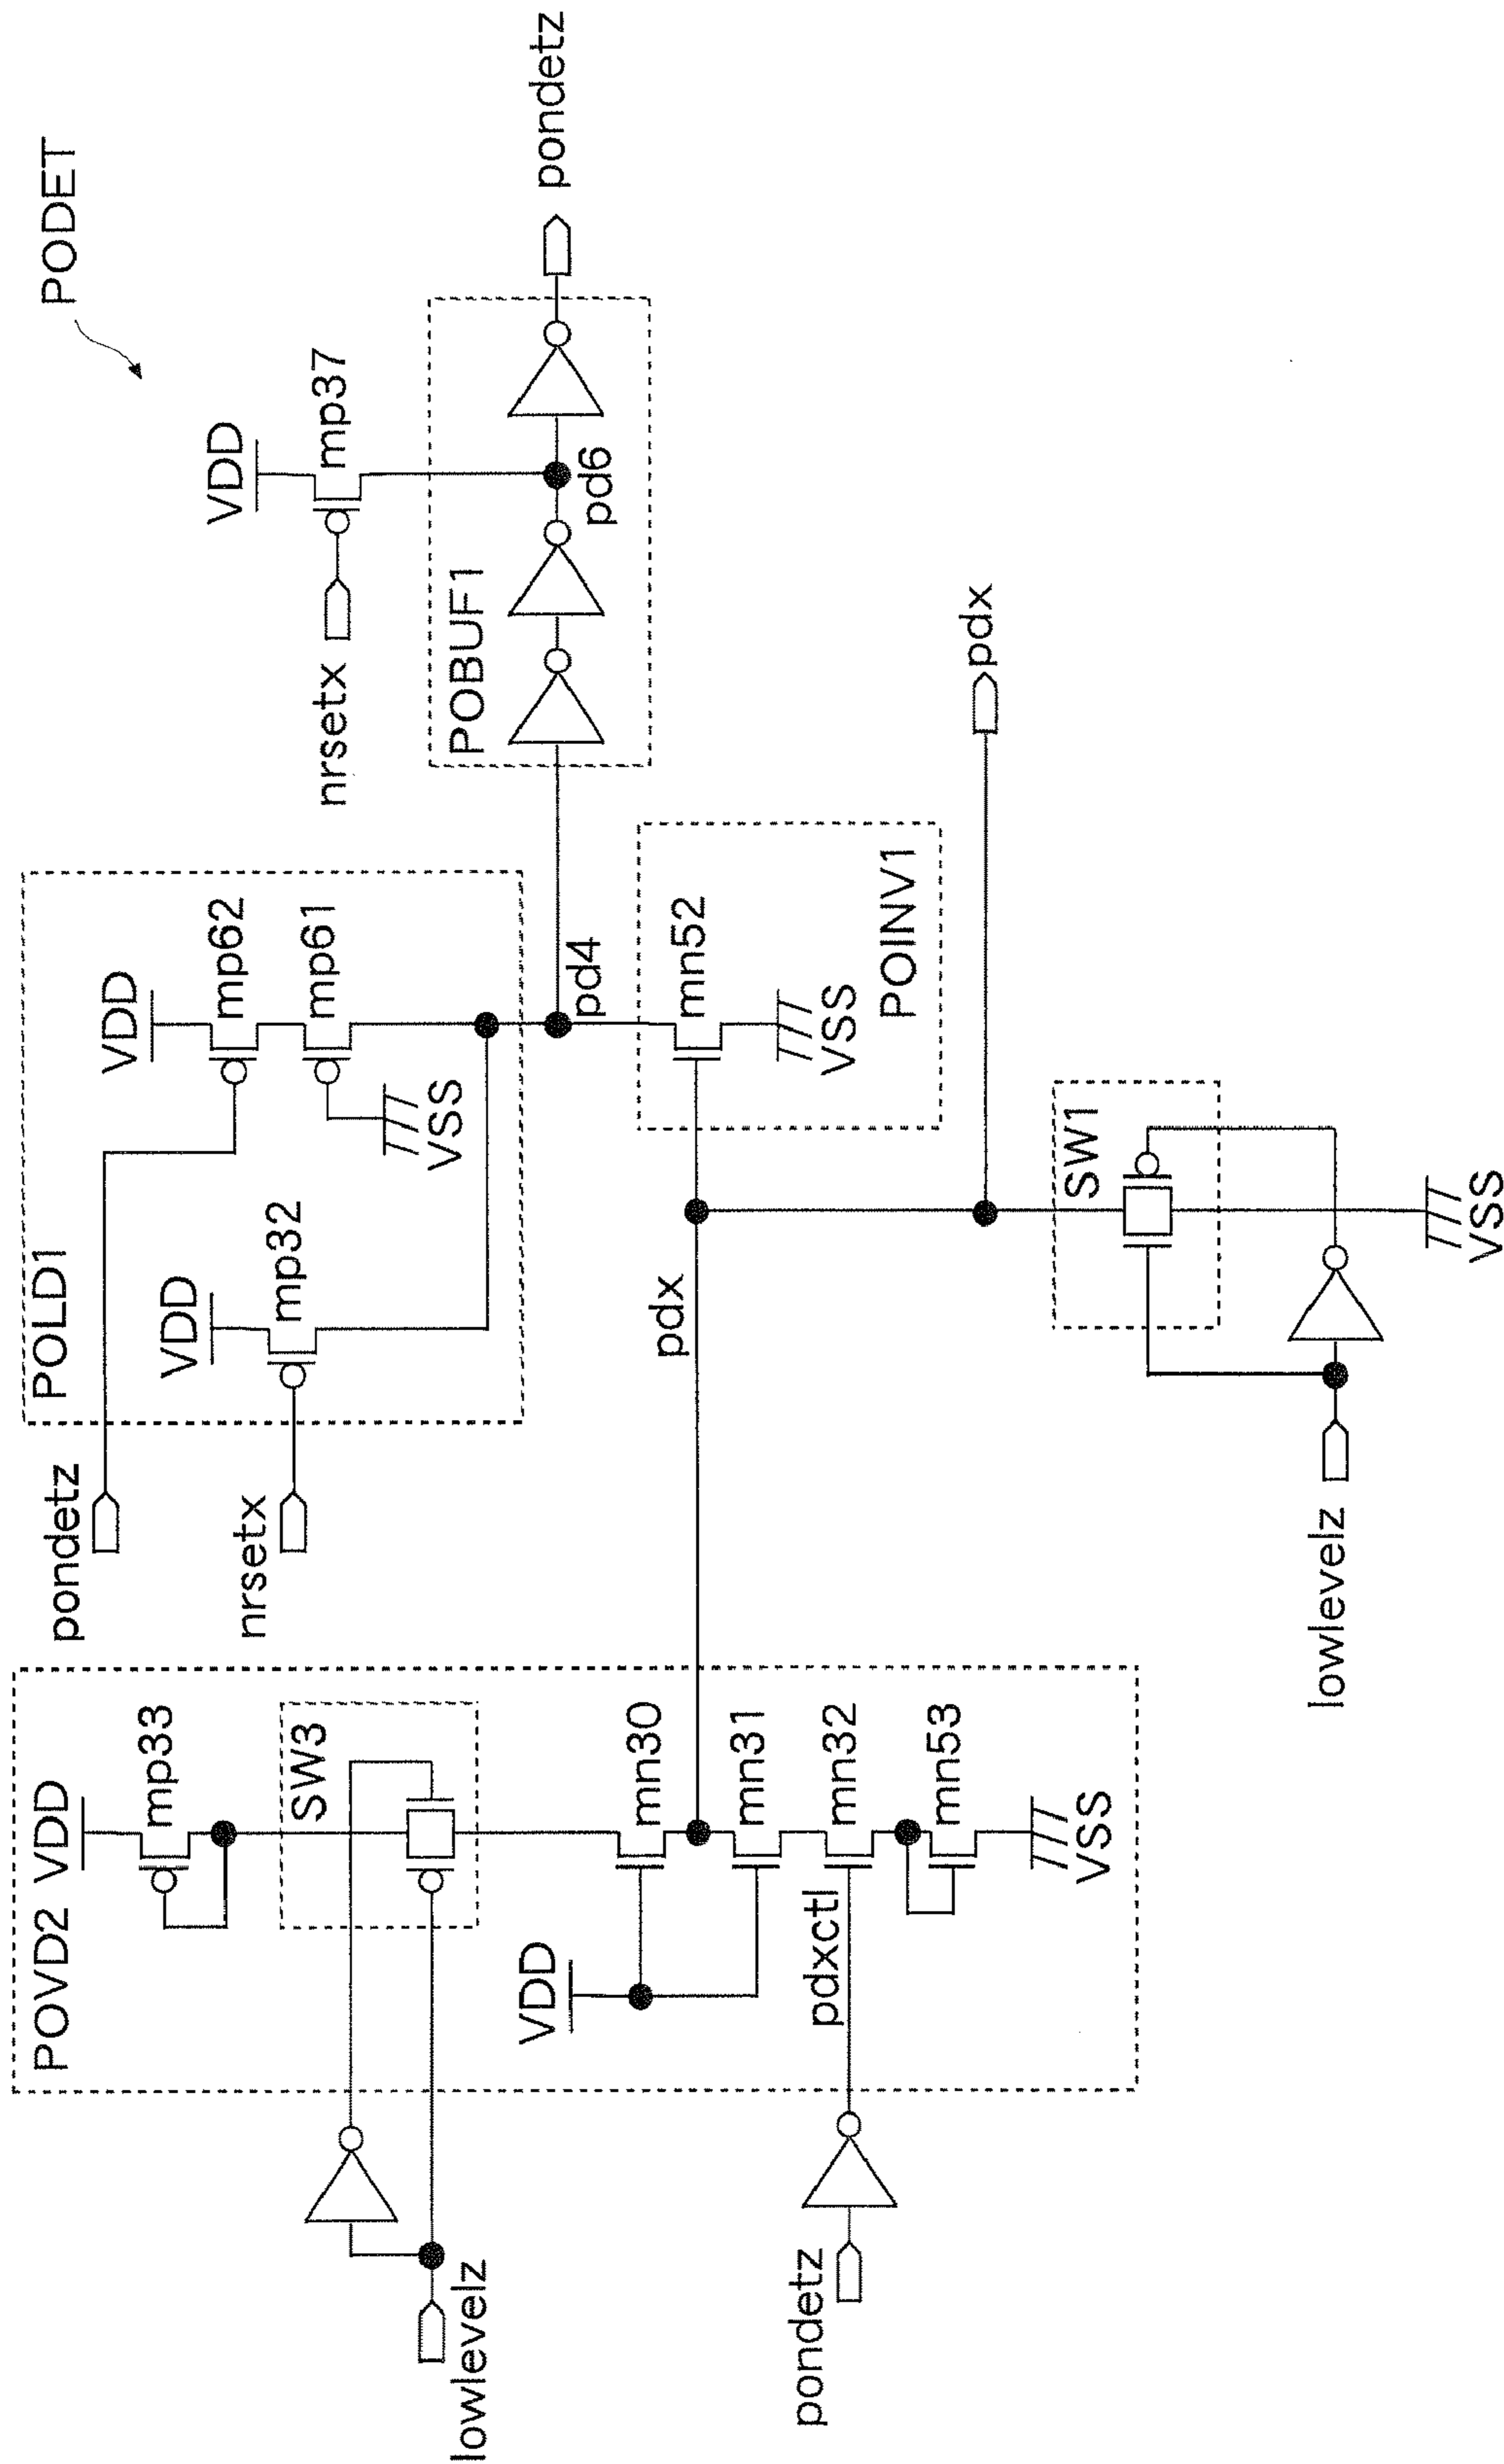 PODET
POVD2
VDD
mp33
SW3
lowlevelz
VDD
mn30
mn31
pdxctl
mn32
mn53
VSS
pondetz
pondetz
POLD1
nrsetx
VDD
mp32
VDD
mp62
mp61
VSS
pd4
pdx
mn52
VSS
POINV1
nrsetx
VDD
mp37
POBUF1
pd6
pondetz
pdx
SW1
lowlevelz
VSS